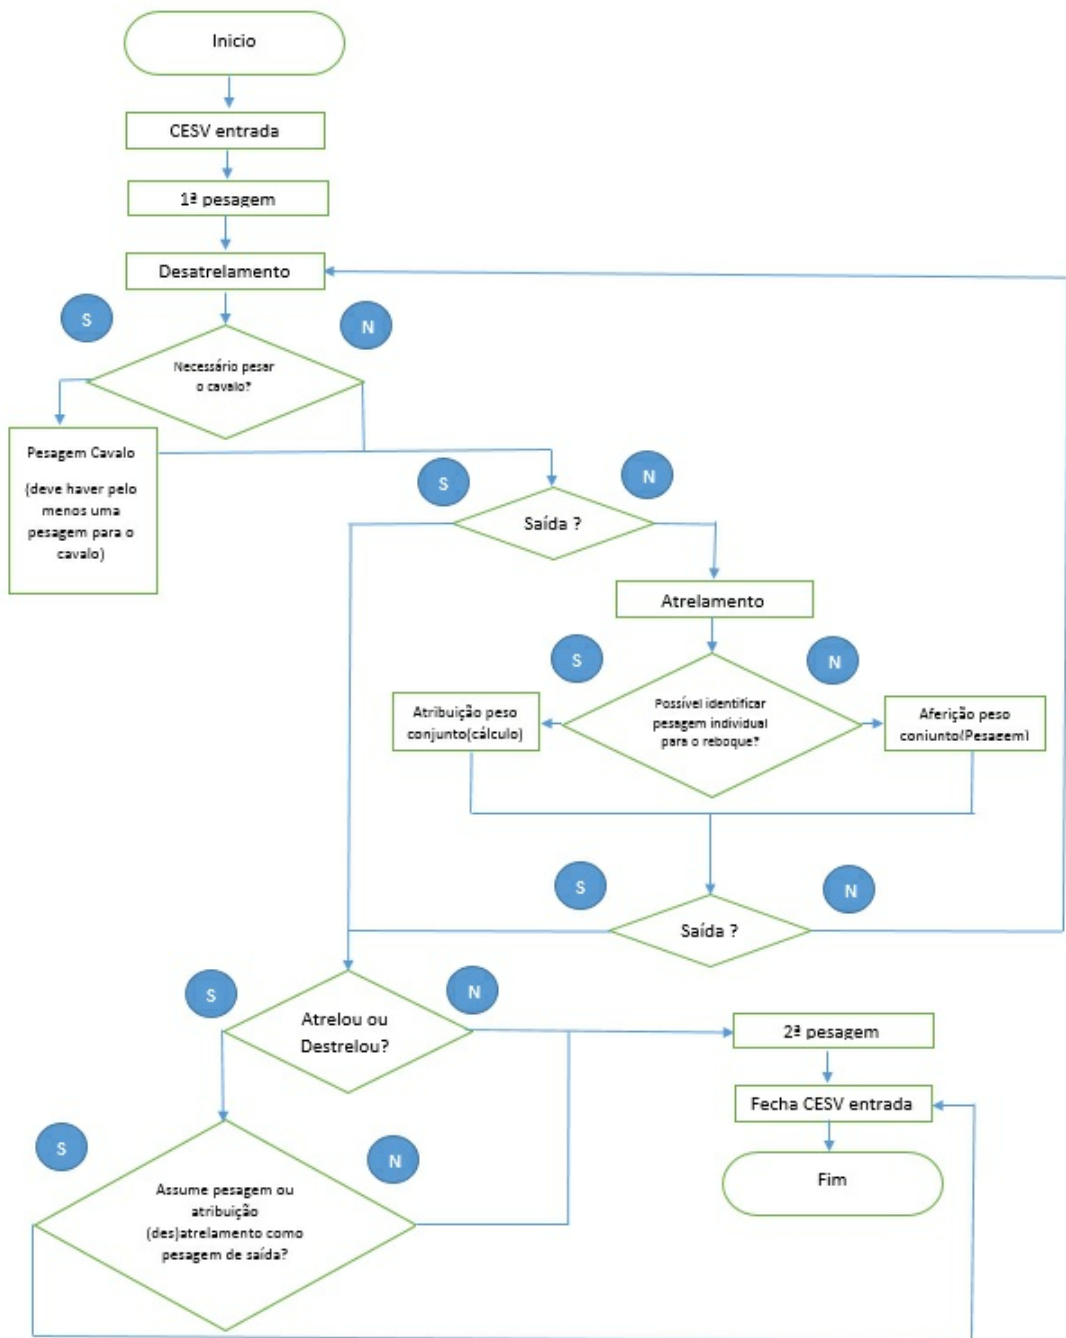 Inicio
CESV entrada
1ª pesagem
Desatrelamento
S
N
Necessário pesar
o cavalo?
Pesagem Cavalo
(deve haver pelo
menos uma
pesagem para o
cavalo)
S
N
Saída ?
Atrelamento
S
N
Possível identificar
pesagem individual
para o reboque?
Atribuição peso
conjunto(cálculo)
Aferição peso
conjunto(Pesagem)
S
N
Saída ?
S
N
Atrelou ou
Destrelou?
2ª pesagem
Fecha CESV entrada
S
N
Assume pesagem ou
atribuição
(des)atrelamento como
pesagem de saída?
Fim